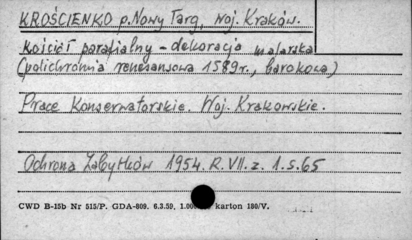 KROŚCIENKO p. Nowy Targ, woj. Kraków.
Kościół parafialny - dekoracja malarska
(polichromia renesansowa 1589r., barokowa)
Prace Konserwatorskie. Woj. Krakowskie.
Ochrona Zabytków 1954. R. VII. z. 1. s. 65
CWD B-15b Nr 515/P. GDA-809. 6.3.59, 1.00 karton 180/V.